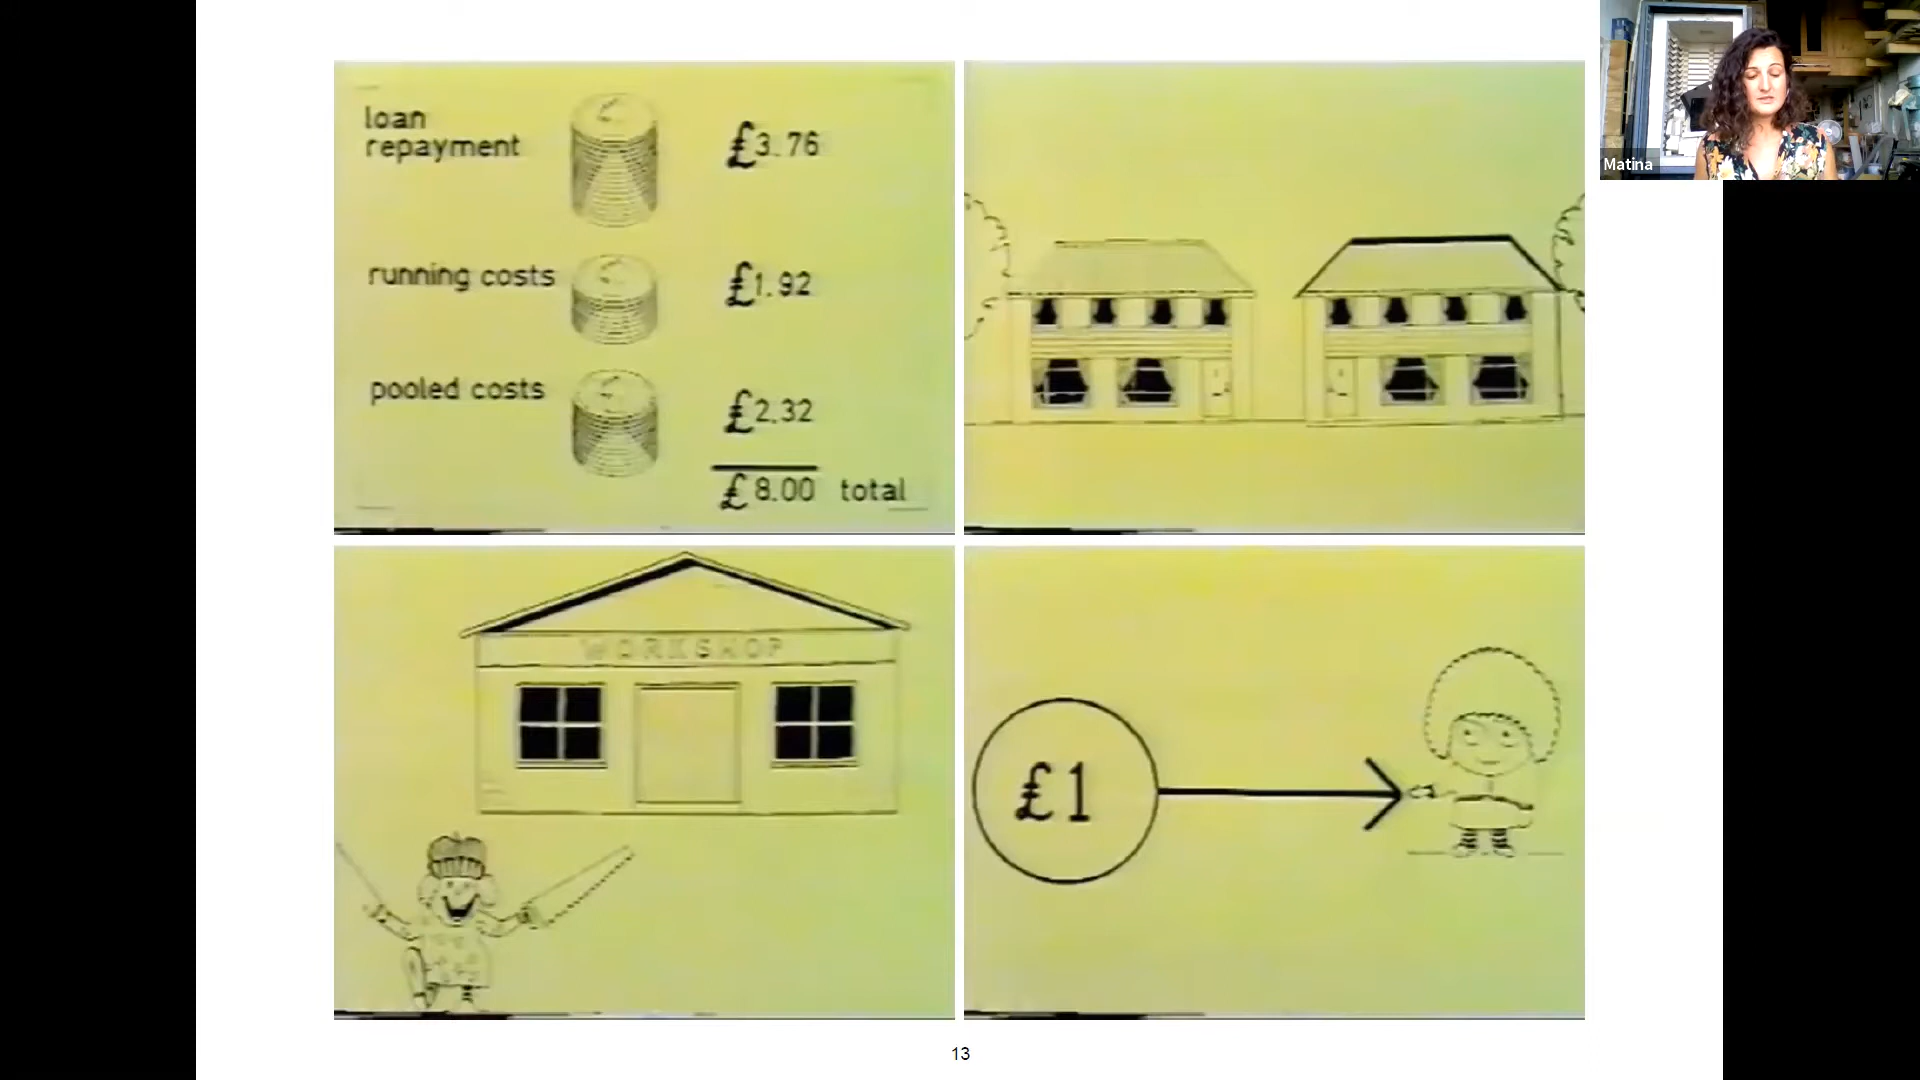 loan
repayment £3.76
running costs £1.92
pooled costs £2.32
£8.00 total
WORKSHOP
£1
13
Matina